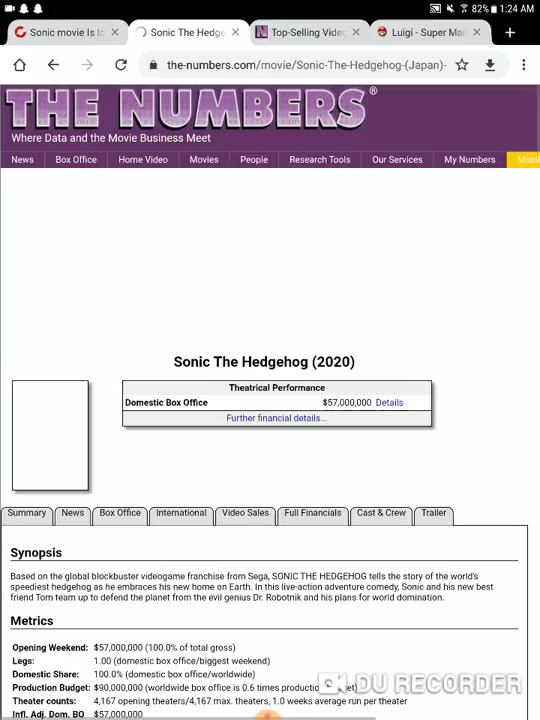 82% 1:24 AM
Sonic movie Is lo
Sonic The Hedge
Top-Selling Video
Luigi - Super Mar
the-numbers.com/movie/Sonic-The-Hedgehog-(Japan)-
THE NUMBERS®
Where Data and the Movie Business Meet
News Box Office Home Video Movies People Research Tools Our Services My Numbers Mobil
Sonic The Hedgehog (2020)
Theatrical Performance
Domestic Box Office $57,000,000 Details
Further financial details...
Summary News Box Office International Video Sales Full Financials Cast & Crew Trailer
Synopsis
Based on the global blockbuster videogame franchise from Sega, SONIC THE HEDGEHOG tells the story of the world's
speediest hedgehog as he embraces his new home on Earth. In this live-action adventure comedy, Sonic and his new best
friend Tom team up to defend the planet from the evil genius Dr. Robotnik and his plans for world domination.
Metrics
Opening Weekend: $57,000,000 (100.0% of total gross)
Legs: 1.00 (domestic box office/biggest weekend)
Domestic Share: 100.0% (domestic box office/worldwide)
Production Budget: $90,000,000 (worldwide box office is 0.6 times production
DU RECORDER
Theater counts: 4,167 opening theaters/4,167 max. theaters, 1.0 weeks average run per theater
Infl. Adj. Dom. BO $57,000,000